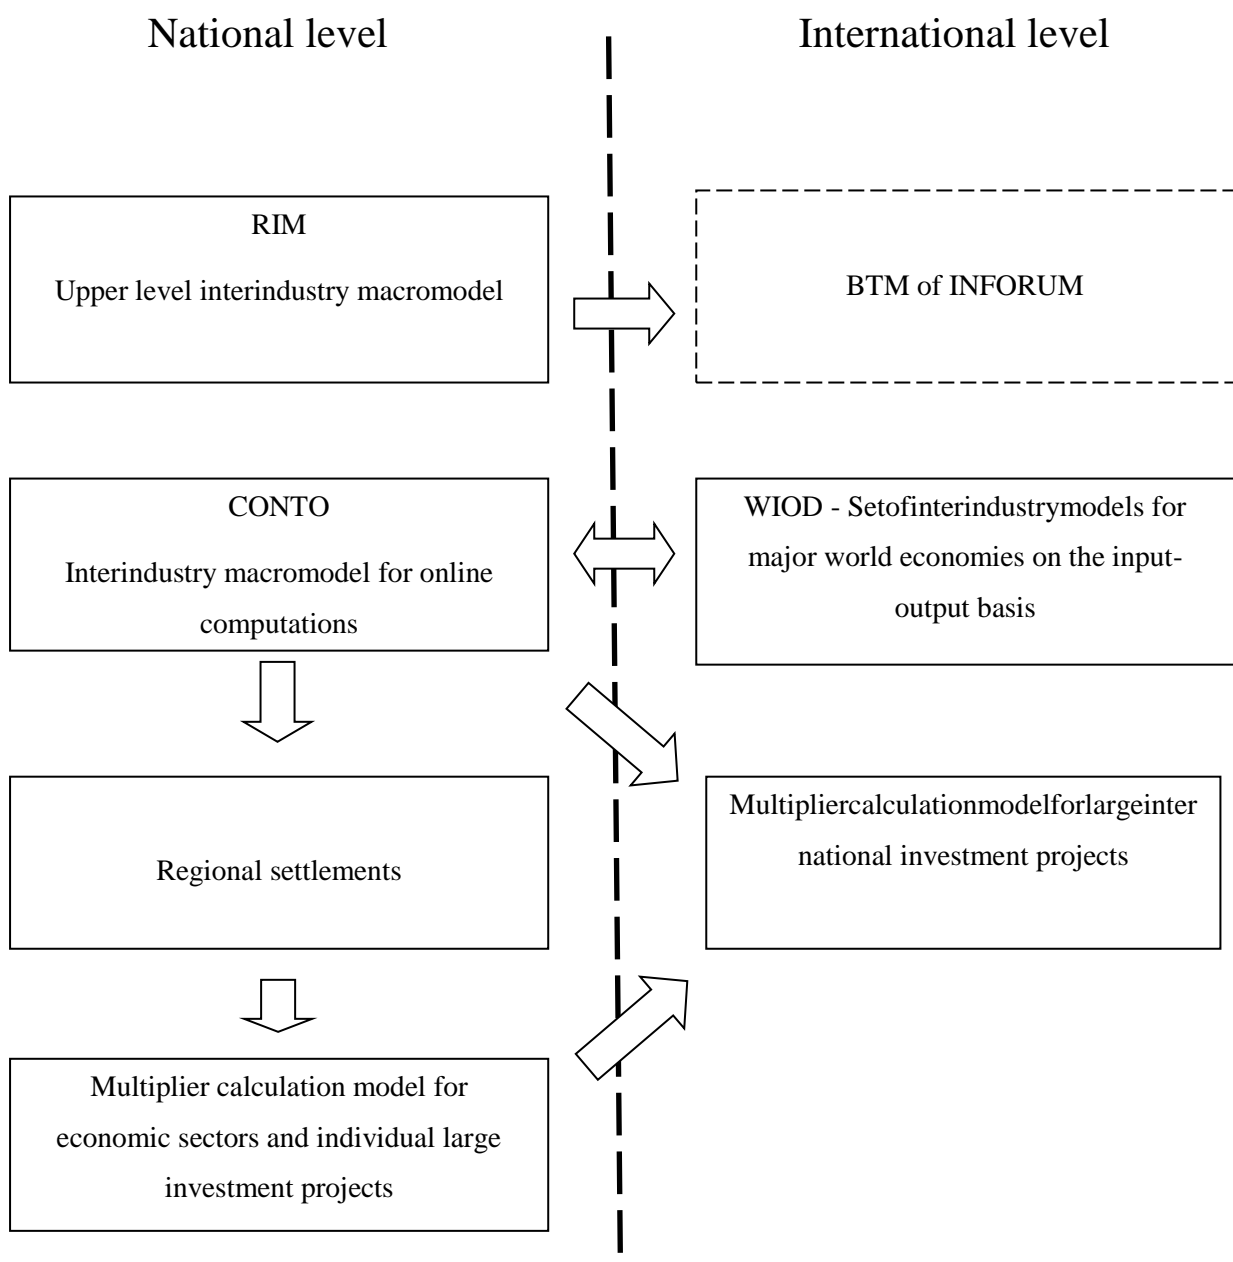 National level
International level
RIM
Upper level interindustry macromodel
BTM of INFORUM
CONTO
Interindustry macromodel for online
computations
WIOD - Setofinterindustrymodels for
major world economies on the input-
output basis
Regional settlements
Multipliercalculationmodelforlargeinter
national investment projects
Multiplier calculation model for
economic sectors and individual large
investment projects